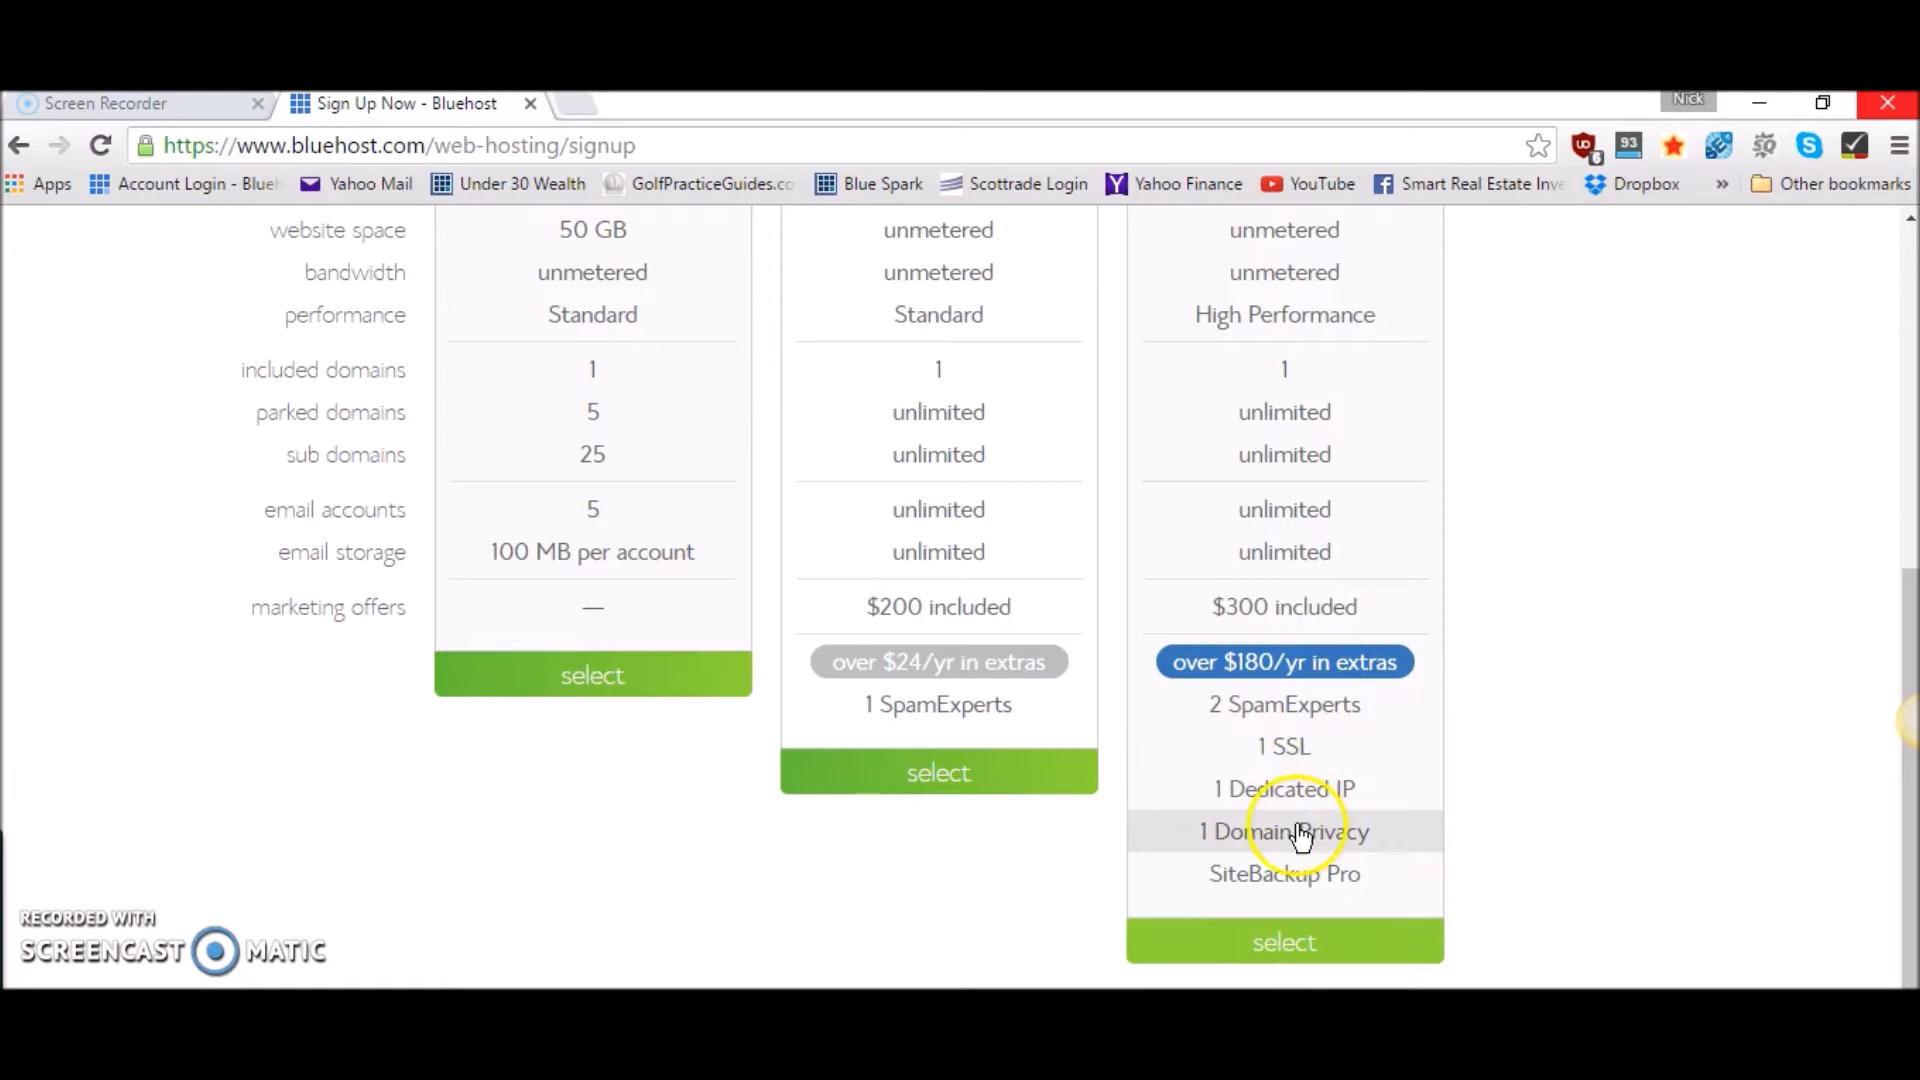 Screen Recorder
Sign Up Now - Bluehost
Nick
https://www.bluehost.com/web-hosting/signup
93
6
Apps
Account Login - Blueh
Yahoo Mail
Under 30 Wealth
GolfPracticeGuides.co
Blue Spark
Scottrade Login
Yahoo Finance
YouTube
Smart Real Estate Inve
Dropbox
»
Other bookmarks
website space 50 GB unmetered unmetered
bandwidth unmetered unmetered unmetered
performance Standard Standard High Performance
included domains 1 1 1
parked domains 5 unlimited unlimited
sub domains 25 unlimited unlimited
email accounts 5 unlimited unlimited
email storage 100 MB per account unlimited unlimited
marketing offers — $200 included $300 included
select
over $24/yr in extras
1 SpamExperts
select
over $180/yr in extras
2 SpamExperts
1 SSL
1 Dedicated IP
1 Domain Privacy
SiteBackup Pro
select
RECORDED WITH
SCREENCAST MATIC